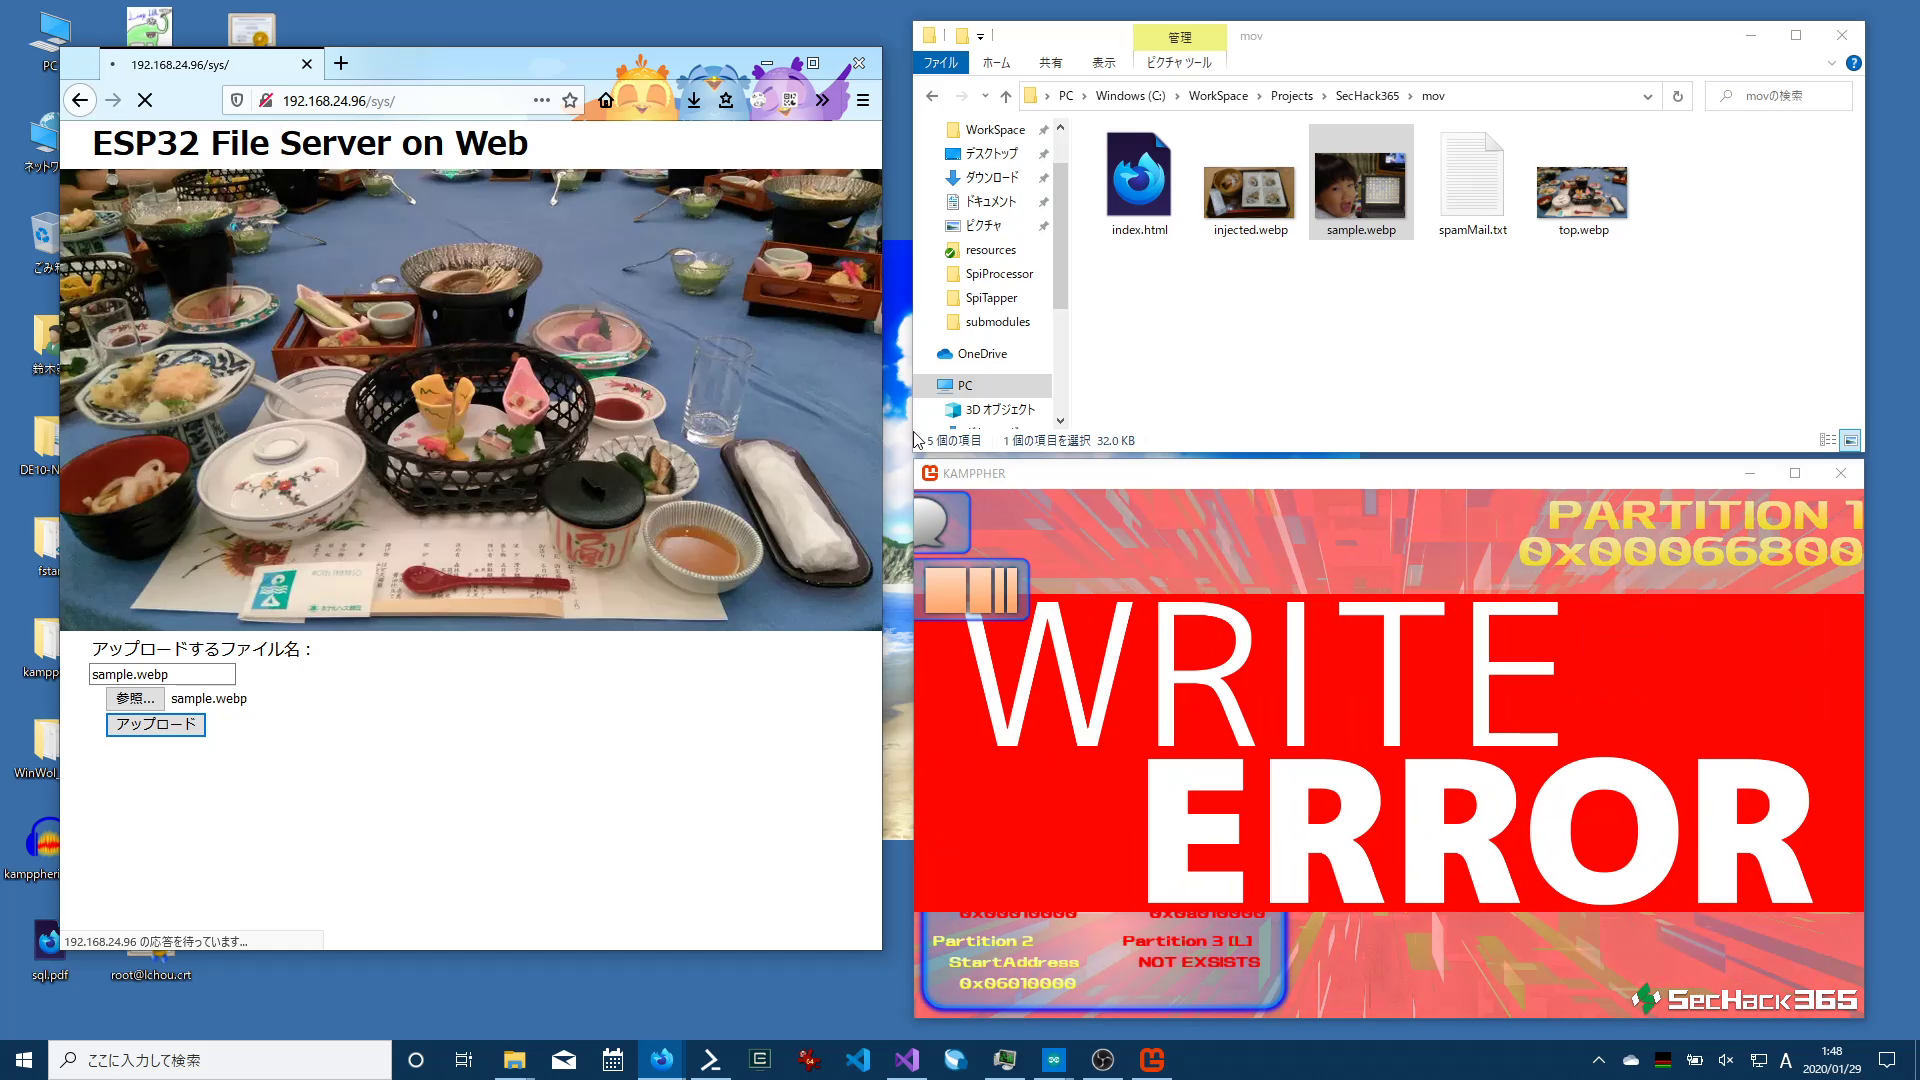 PC
ネットワ
ごみ箱
DE10-N
fstar
kampp
WinWol_
kamppher
sql.pdf
root@lchou.crt
192.168.24.96/sys/
192.168.24.96/sys/
ESP32 File Server on Web
アップロードするファイル名：
sample.webp
参照... sample.webp
アップロード
192.168.24.96 の応答を待っています...
管理
mov
ファイル
ホーム
共有
表示
ピクチャ ツール
PC
Windows (C:)
WorkSpace
Projects
SecHack365
mov
movの検索
WorkSpace
デスクトップ
ダウンロード
ドキュメント
ピクチャ
resources
SpiProcessor
SpiTapper
submodules
OneDrive
PC
3D オブジェクト
index.html
injected.webp
sample.webp
spamMail.txt
top.webp
5 個の項目
1 個の項目を選択 32.0 KB
KAMPPHER
PARTITION 1
0x00066800
WRITE
ERROR
Partition 2
StartAddress
0x06010000
Partition 3 [L]
NOT EXSISTS
SecHack365
ここに入力して検索
A
1:48
2020/01/29